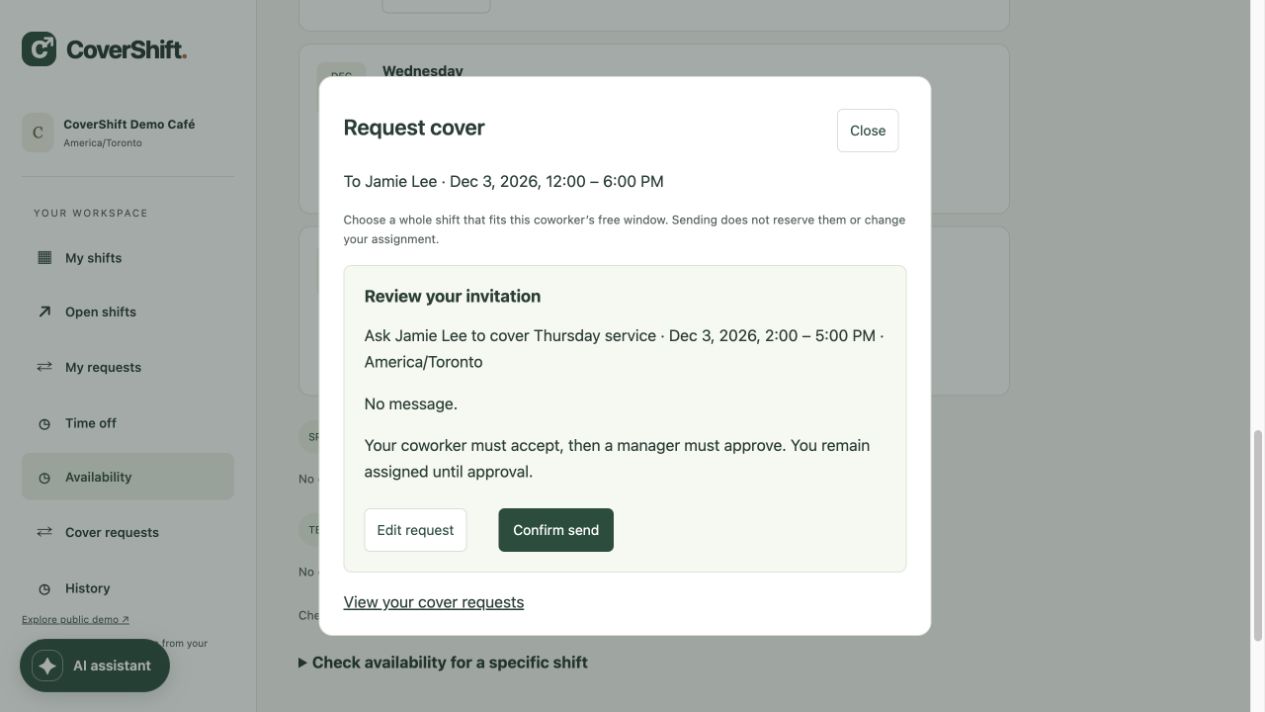 CoverShift.
C
CoverShift Demo Café
America/Toronto
YOUR WORKSPACE
My shifts
Open shifts
My requests
Time off
Availability
Cover requests
History
Explore public demo ↗
from your
AI assistant
DEC
Wednesday
Request cover
Close
To Jamie Lee · Dec 3, 2026, 12:00 – 6:00 PM
Choose a whole shift that fits this coworker's free window. Sending does not reserve them or change
your assignment.
Review your invitation
Ask Jamie Lee to cover Thursday service · Dec 3, 2026, 2:00 – 5:00 PM ·
America/Toronto
No message.
Your coworker must accept, then a manager must approve. You remain
assigned until approval.
Edit request
Confirm send
View your cover requests
No
No
Check availability for a specific shift